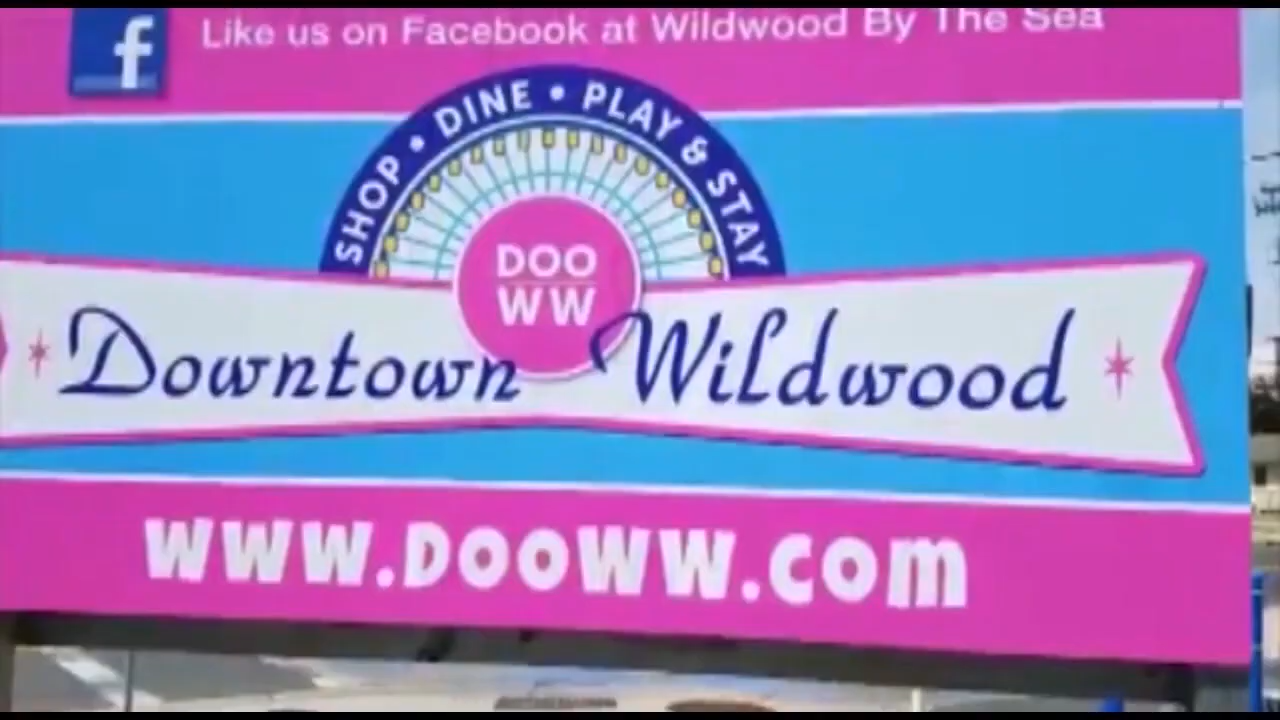 f
Like us on Facebook at Wildwood By The Sea
SHOP • DINE • PLAY & STAY
DOO
WW
Downtown Wildwood
www.DOOWW.com